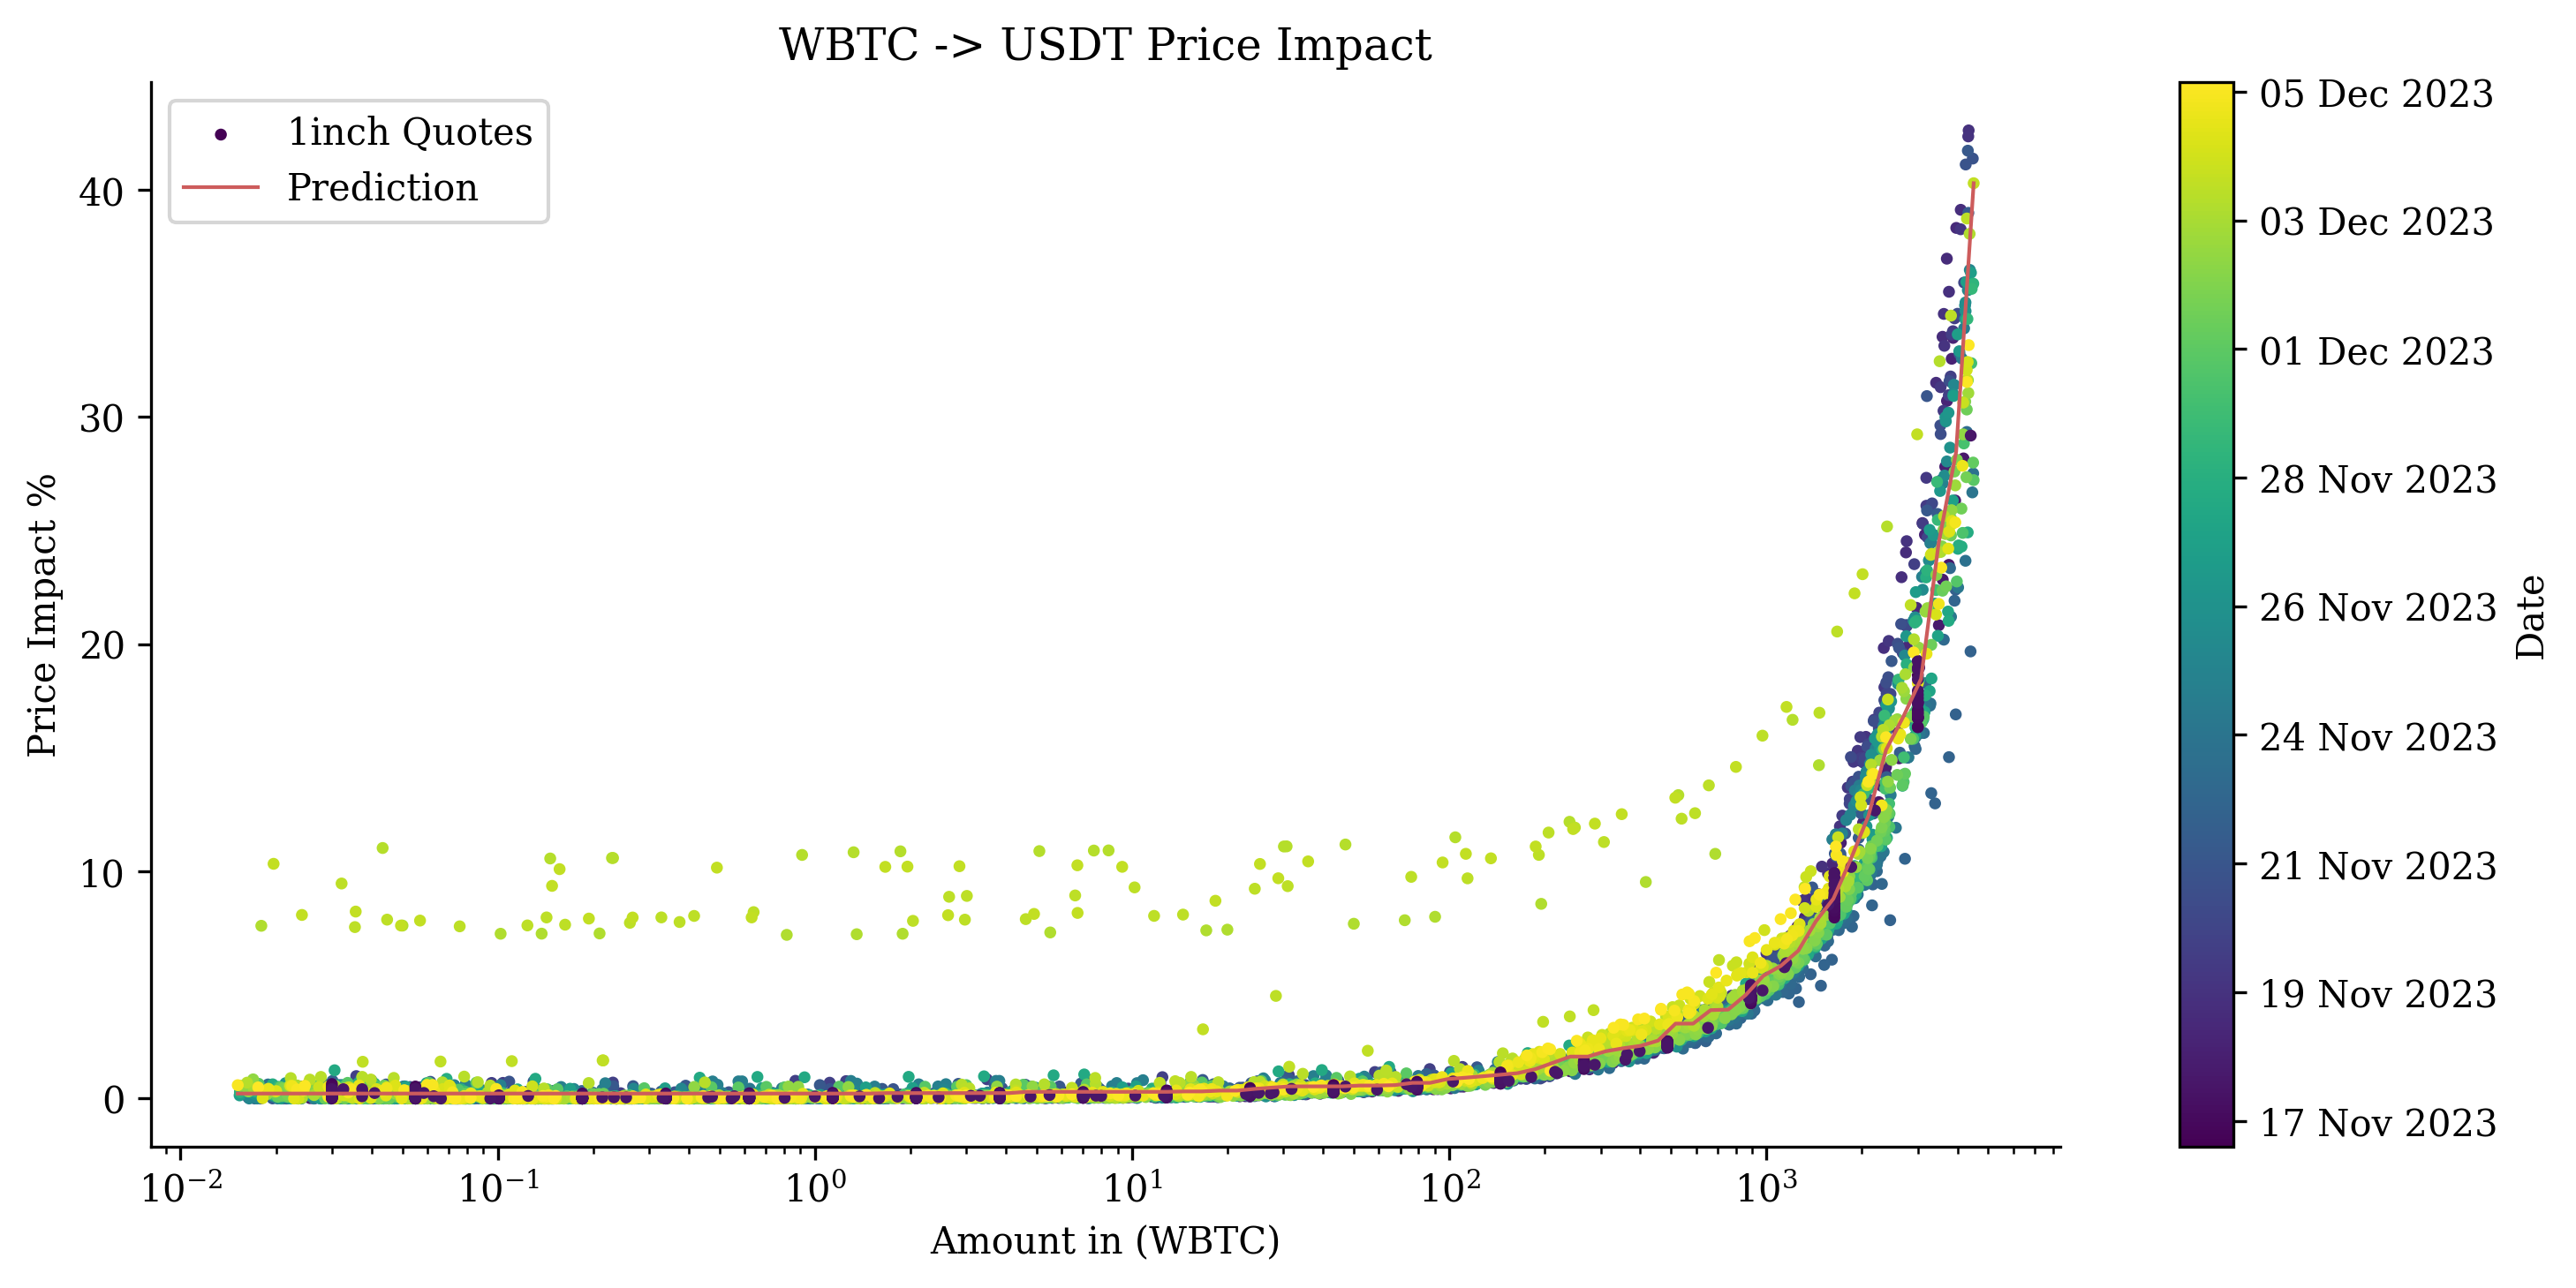 WBTC -> USDT Price Impact
1inch Quotes
Prediction
Price Impact %
40
30
20
10
0
10⁻²
10⁻¹
10⁰
10¹
10²
10³
Amount in (WBTC)
05 Dec 2023
03 Dec 2023
01 Dec 2023
28 Nov 2023
26 Nov 2023
24 Nov 2023
21 Nov 2023
19 Nov 2023
17 Nov 2023
Date